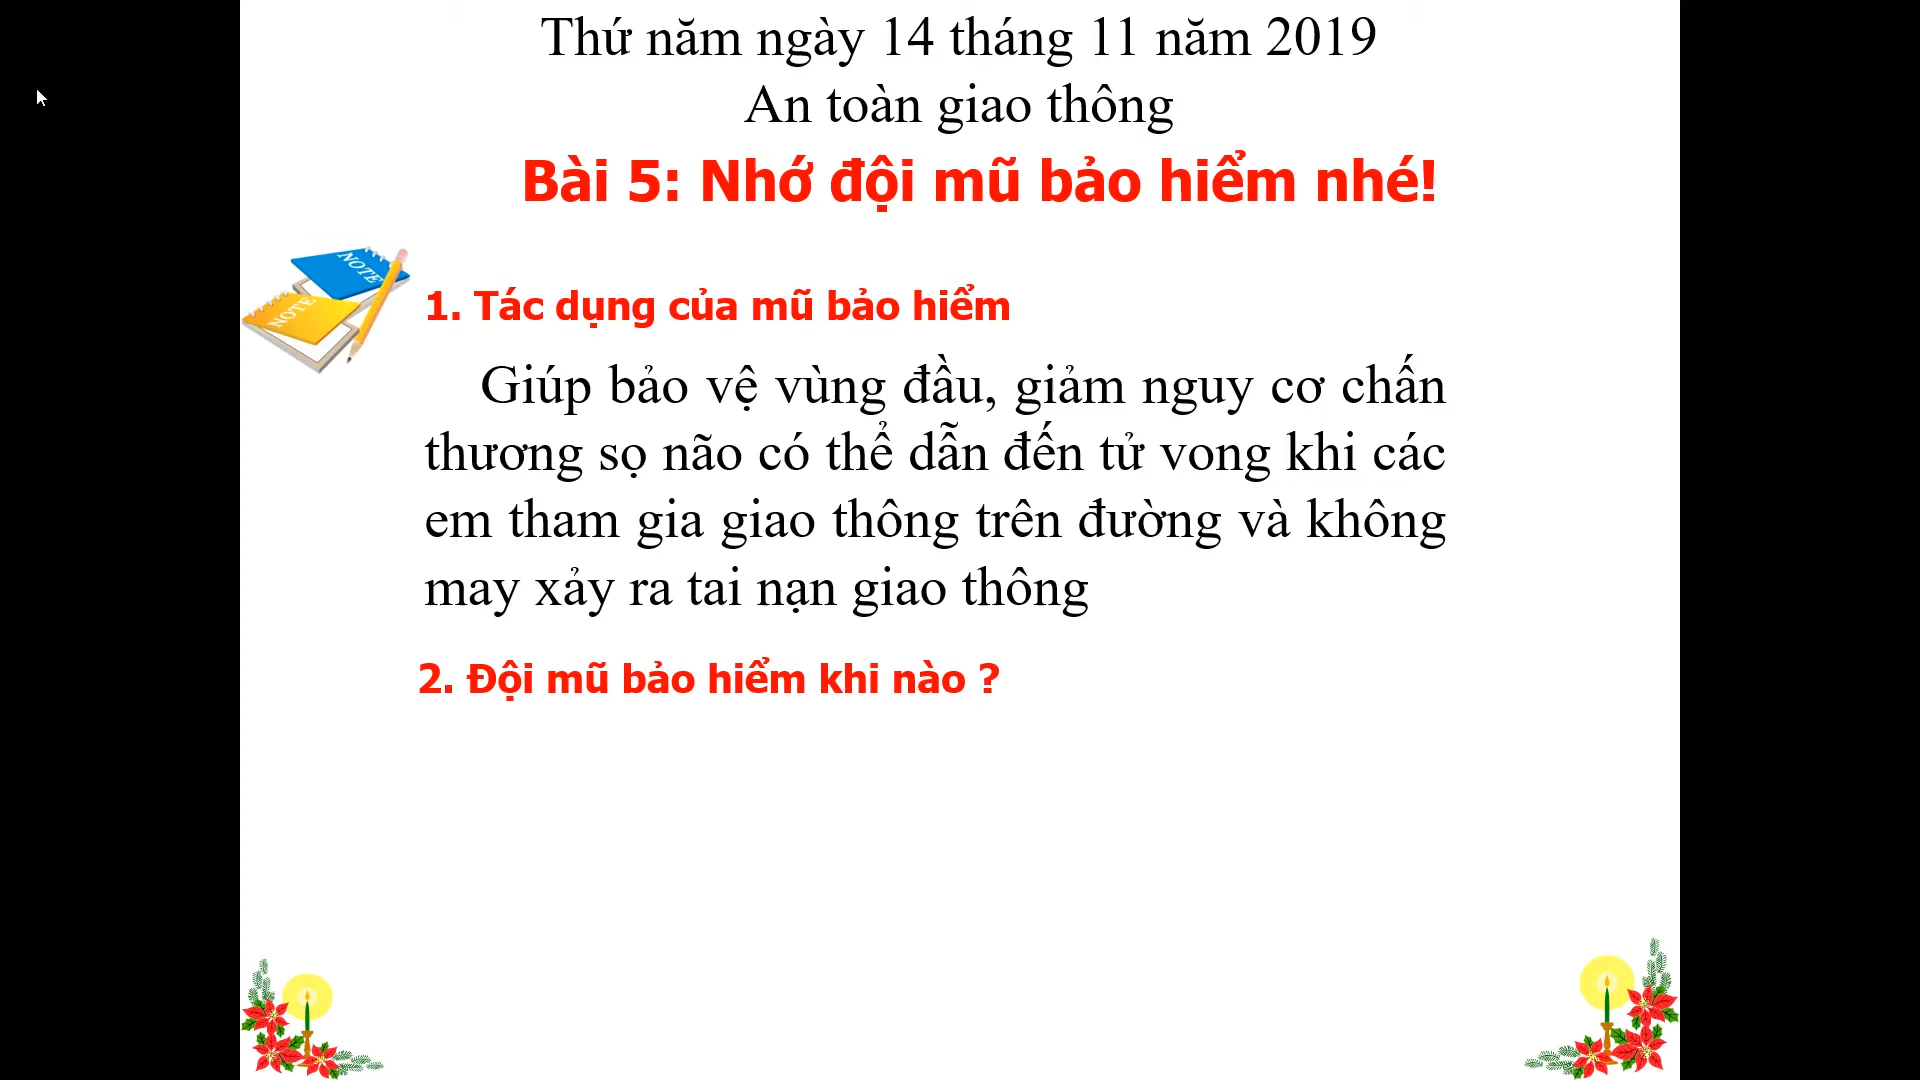 Thứ năm ngày 14 tháng 11 năm 2019
An toàn giao thông
Bài 5: Nhớ đội mũ bảo hiểm nhé!
NOTE
NOTE
1. Tác dụng của mũ bảo hiểm
Giúp bảo vệ vùng đầu, giảm nguy cơ chấn
thương sọ não có thể dẫn đến tử vong khi các
em tham gia giao thông trên đường và không
may xảy ra tai nạn giao thông
2. Đội mũ bảo hiểm khi nào ?